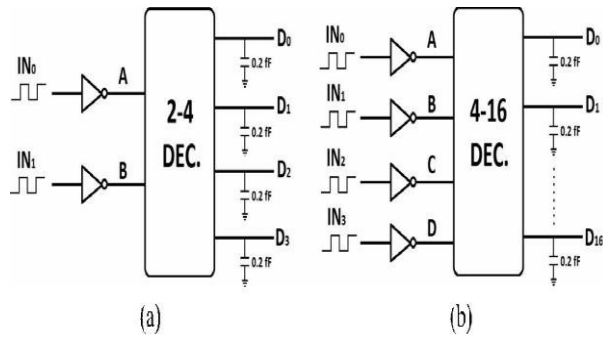 IN₀
A
D₀
0.2 fF
2-4
DEC.
D₁
0.2 fF
IN₁
B
D₂
0.2 fF
D₃
0.2 fF
(a)
IN₀
A
D₀
0.2 fF
IN₁
B
4-16
DEC.
D₁
0.2 fF
IN₂
C
IN₃
D
D₁₆
0.2 fF
(b)